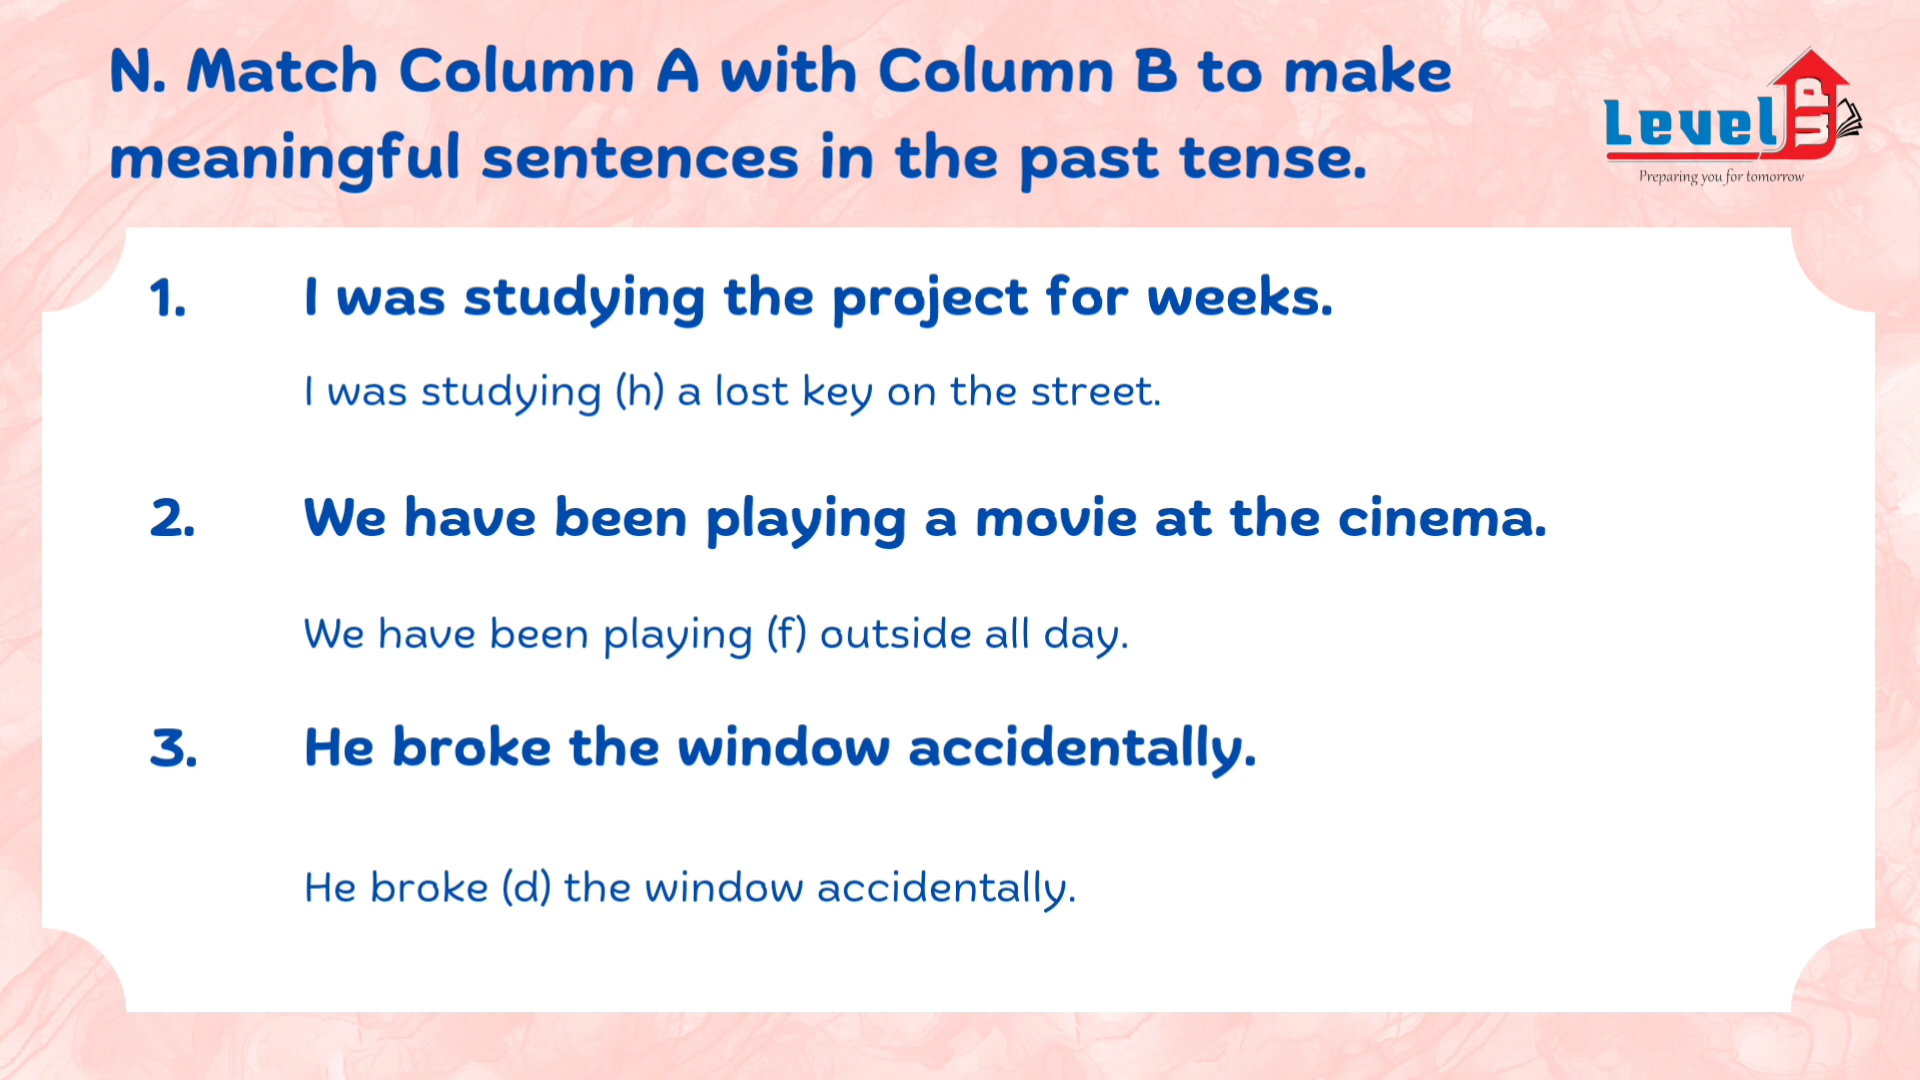 N. Match Column A with Column B to make
meaningful sentences in the past tense.
Level UP
Preparing you for tomorrow
1. I was studying the project for weeks.
I was studying (h) a lost key on the street.
2. We have been playing a movie at the cinema.
We have been playing (f) outside all day.
3. He broke the window accidentally.
He broke (d) the window accidentally.